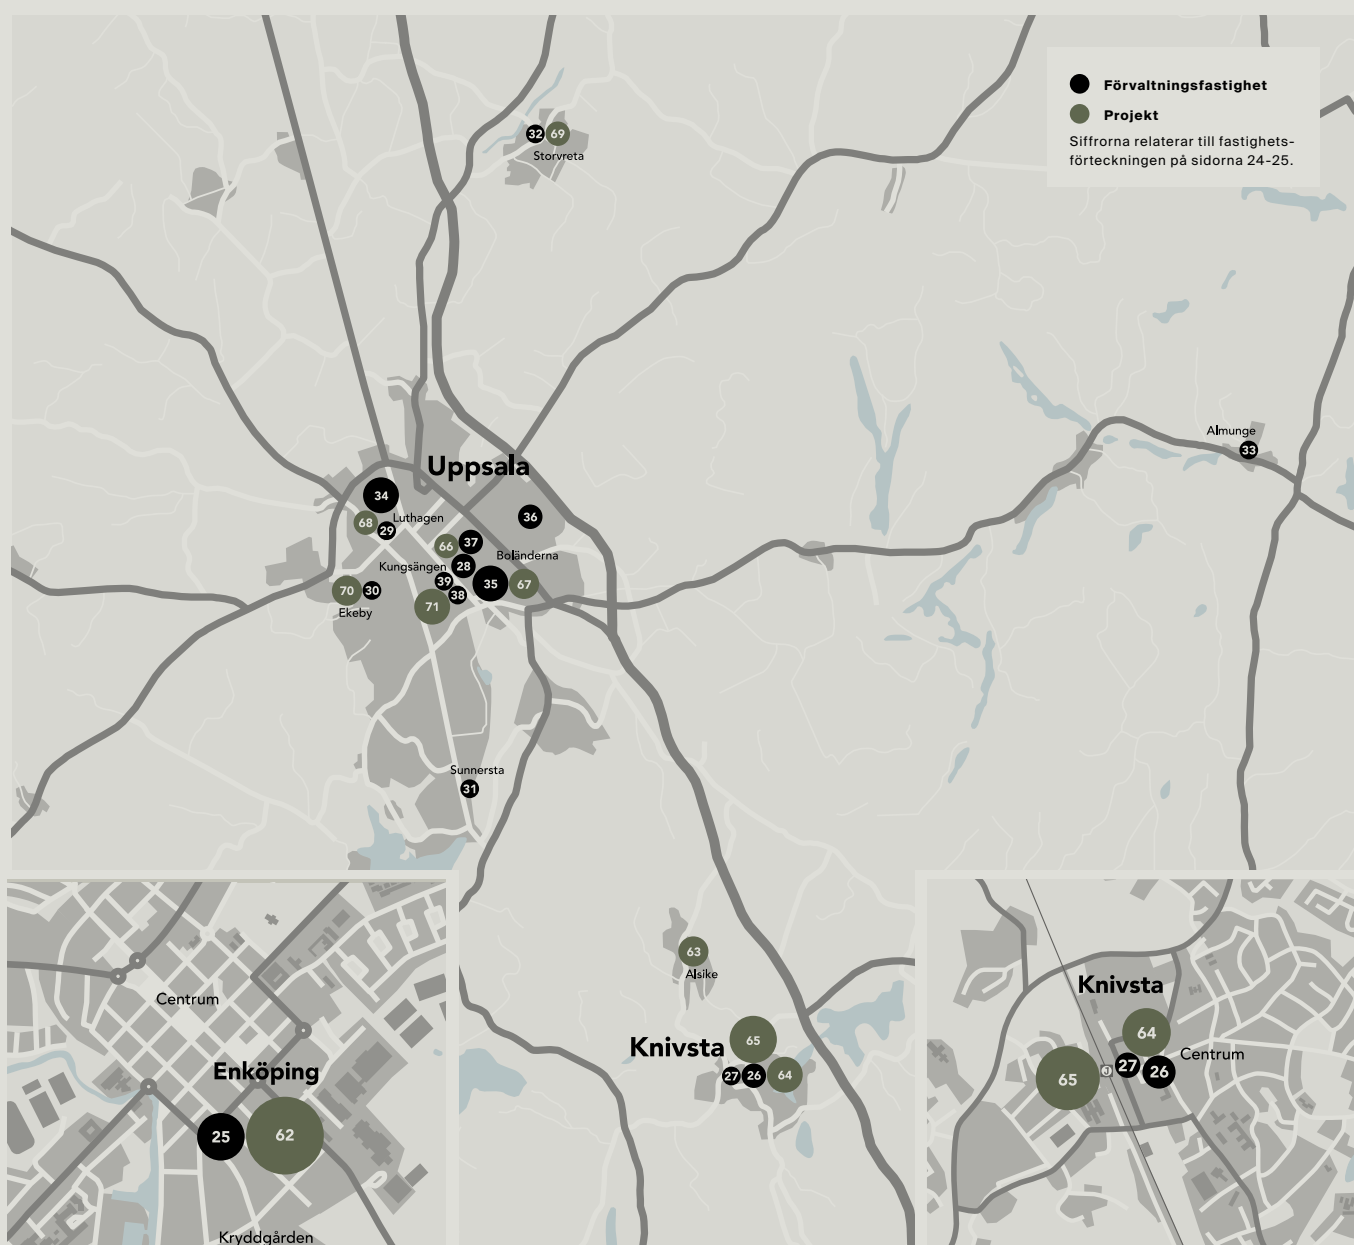 Förvaltningsfastighet
Projekt
Siffrorna relaterar till fastighets-
förteckningen på sidorna 24-25.
32 69
Storvreta
Almunge
33
Uppsala
34
68 29 Luthagen
36
66 37
Boländerna
Kungsängen 28
39 35 67
38
71
70 30
Ekeby
Sunnersta
31
63
Alsike
Knivsta
65
27 26 64
Centrum
Enköping
25 62
Kryddgården
Knivsta
64
Centrum
65 J 27 26